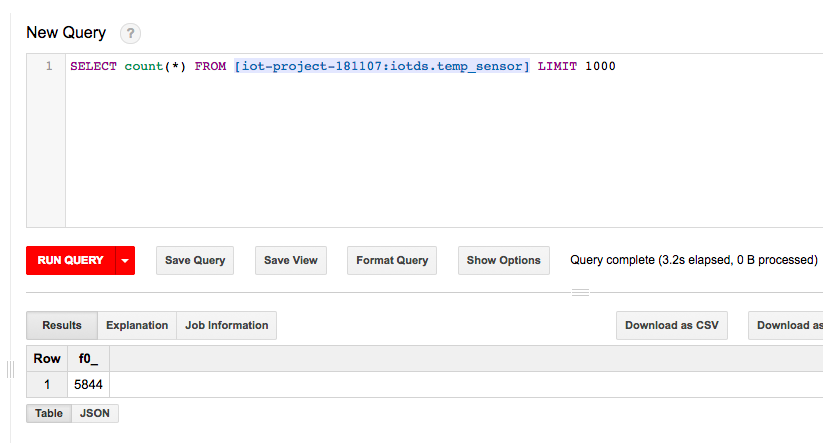 New Query ?
1 SELECT count(*) FROM [iot-project-181107:iotds.temp_sensor] LIMIT 1000
RUN QUERY Save Query Save View Format Query Show Options Query complete (3.2s elapsed, 0 B processed)
Results Explanation Job Information Download as CSV Download as
Row f0_
1 5844
Table JSON